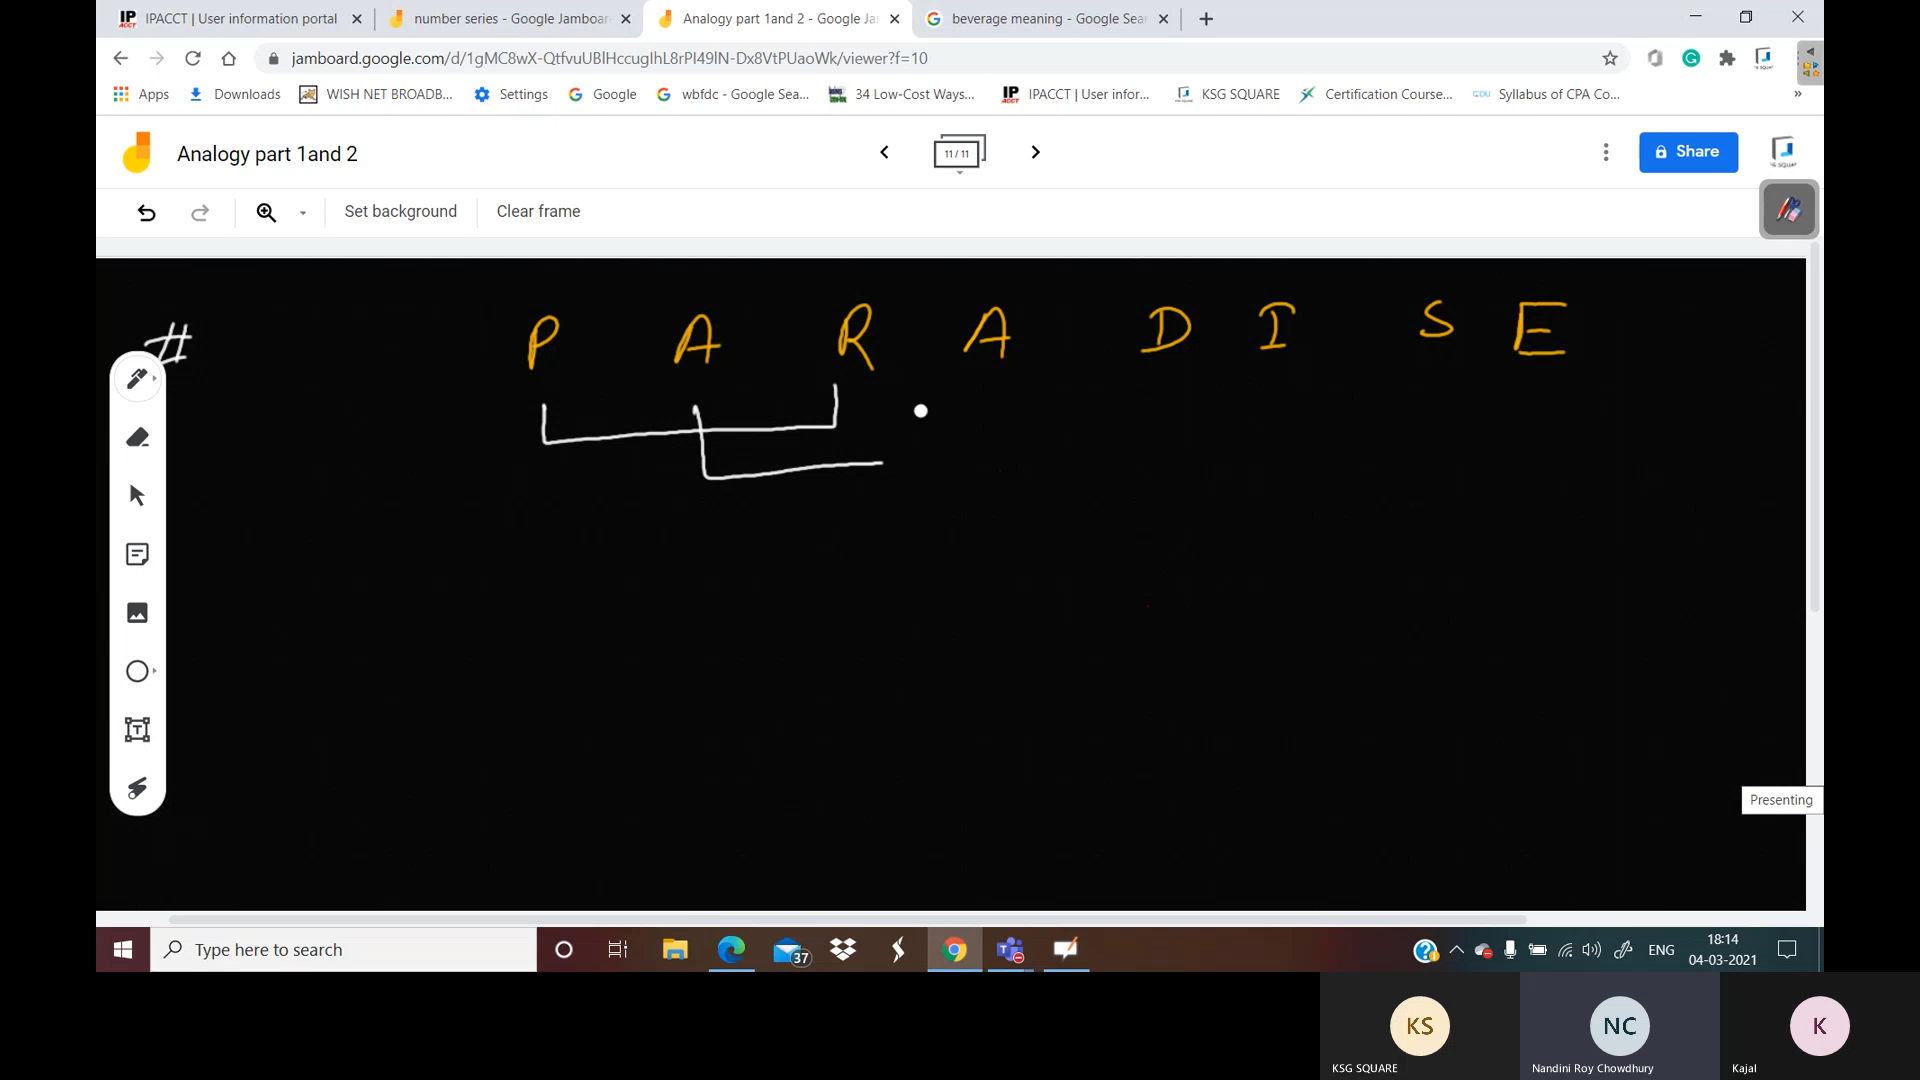 IPACCT | User information portal
number series - Google Jamboar
Analogy part 1and 2 - Google Ja
beverage meaning - Google Sea
jamboard.google.com/d/1gMC8wX-QtfvuUBlHccugIhL8rPI49lN-Dx8VtPUaoWk/viewer?f=10
Apps
Downloads
WISH NET BROADB...
Settings
Google
wbfdc - Google Sea...
34 Low-Cost Ways...
IPACCT | User infor...
KSG SQUARE
Certification Course...
Syllabus of CPA Co...
Analogy part 1and 2
11 / 11
Share
Set background
Clear frame
# P A R A D I S E
Presenting
Type here to search
37
ENG
18:14
04-03-2021
KS
NC
K
KSG SQUARE
Nandini Roy Chowdhury
Kajal